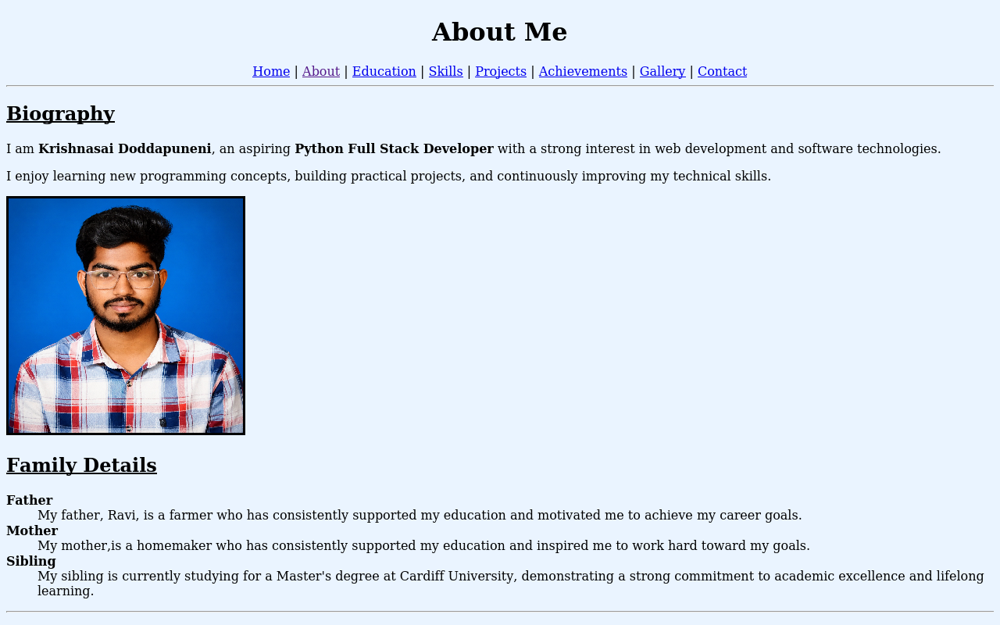 About Me
Home | About | Education | Skills | Projects | Achievements | Gallery | Contact
Biography
I am Krishnasai Doddapuneni, an aspiring Python Full Stack Developer with a strong interest in web development and software technologies.
I enjoy learning new programming concepts, building practical projects, and continuously improving my technical skills.
Family Details
Father
My father, Ravi, is a farmer who has consistently supported my education and motivated me to achieve my career goals.
Mother
My mother,is a homemaker who has consistently supported my education and inspired me to work hard toward my goals.
Sibling
My sibling is currently studying for a Master's degree at Cardiff University, demonstrating a strong commitment to academic excellence and lifelong
learning.